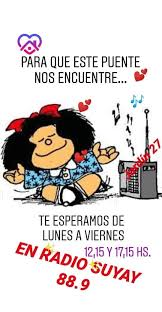 PARA QUE ESTE PUENTE
NOS ENCUENTRE...
TE ESPERAMOS DE
LUNES A VIERNES
12,15 Y 17,15 HS.
EN RADIO SUYAY
88.9